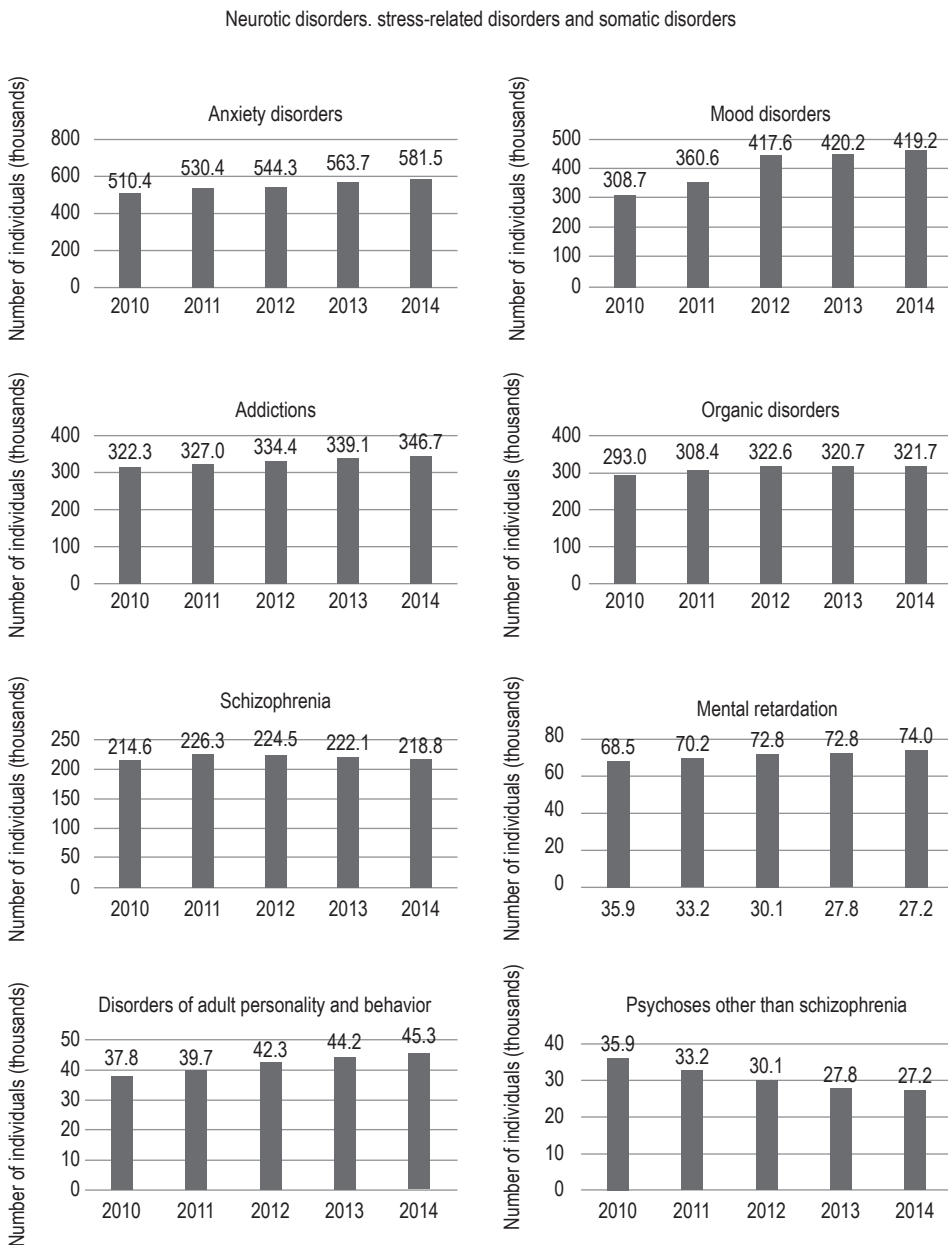 Neurotic disorders. stress-related disorders and somatic disorders
Anxiety disorders
Number of individuals (thousands)
800
600
400
200
0
510.4 530.4 544.3 563.7 581.5
2010 2011 2012 2013 2014
Mood disorders
Number of individuals (thousands)
500
400
300
200
100
0
308.7 360.6 417.6 420.2 419.2
2010 2011 2012 2013 2014
Addictions
Number of individuals (thousands)
400
300
200
100
0
322.3 327.0 334.4 339.1 346.7
2010 2011 2012 2013 2014
Organic disorders
Number of individuals (thousands)
400
300
200
100
0
293.0 308.4 322.6 320.7 321.7
2010 2011 2012 2013 2014
Schizophrenia
Number of individuals (thousands)
250
200
150
100
50
0
214.6 226.3 224.5 222.1 218.8
2010 2011 2012 2013 2014
Mental retardation
Number of individuals (thousands)
80
60
40
20
0
68.5 70.2 72.8 72.8 74.0
35.9 33.2 30.1 27.8 27.2
Disorders of adult personality and behavior
Number of individuals (thousands)
50
40
30
20
10
0
37.8 39.7 42.3 44.2 45.3
2010 2011 2012 2013 2014
Psychoses other than schizophrenia
Number of individuals (thousands)
40
30
20
10
0
35.9 33.2 30.1 27.8 27.2
2010 2011 2012 2013 2014